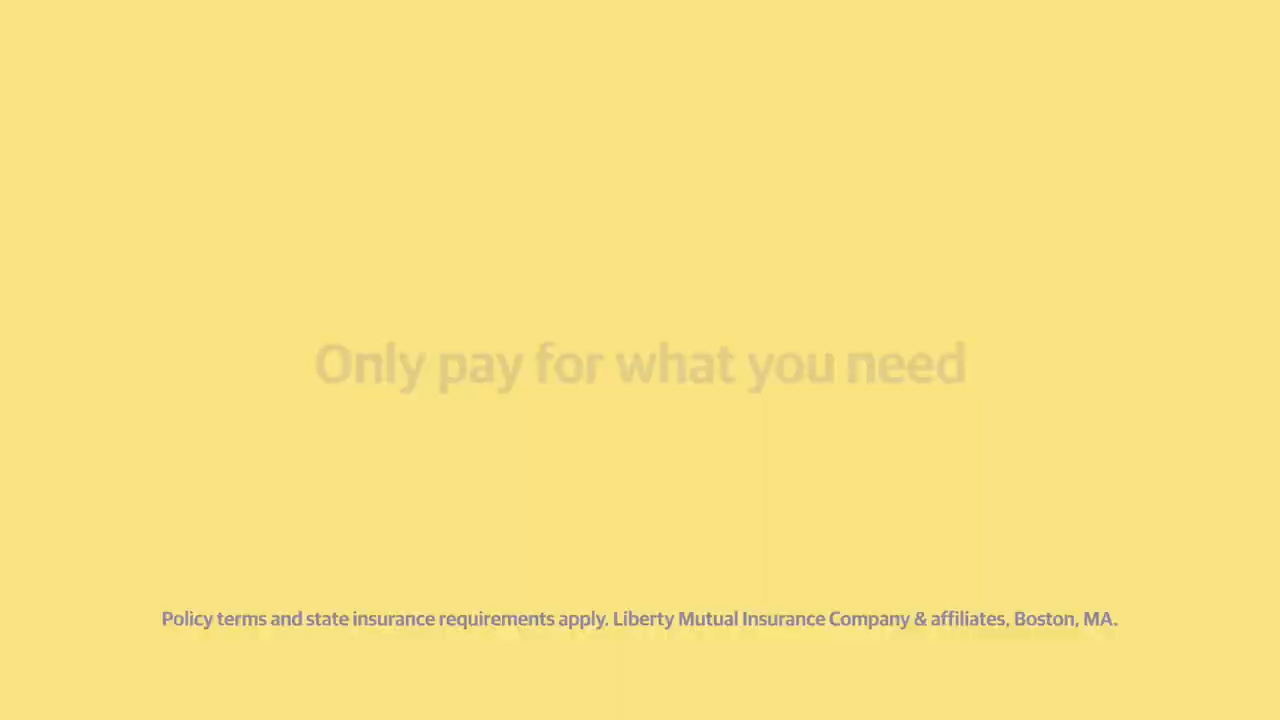 Only pay for what you need
Policy terms and state insurance requirements apply. Liberty Mutual Insurance Company & affiliates, Boston, MA.